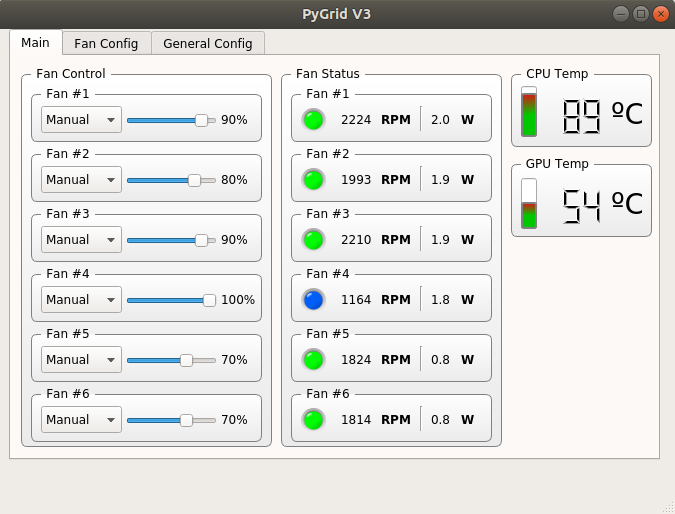 PyGrid V3
Main Fan Config General Config
Fan Control
Fan #1
Manual 90%
Fan #2
Manual 80%
Fan #3
Manual 90%
Fan #4
Manual 100%
Fan #5
Manual 70%
Fan #6
Manual 70%
Fan Status
Fan #1
2224 RPM 2.0 W
Fan #2
1993 RPM 1.9 W
Fan #3
2210 RPM 1.9 W
Fan #4
1164 RPM 1.8 W
Fan #5
1824 RPM 0.8 W
Fan #6
1814 RPM 0.8 W
CPU Temp
89 ºC
GPU Temp
54 ºC